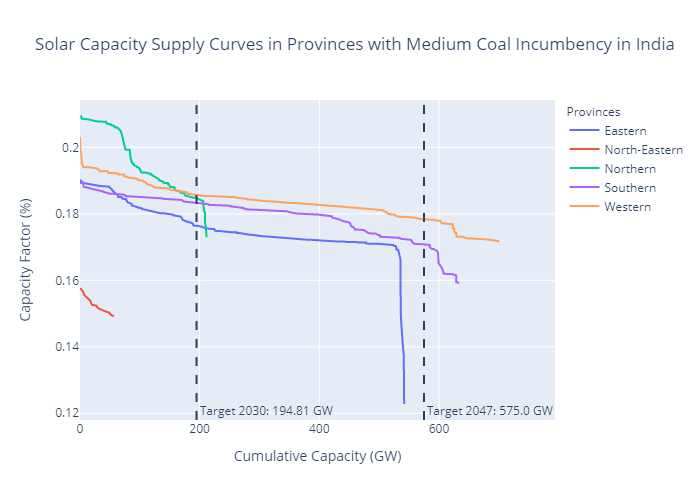 Solar Capacity Supply Curves in Provinces with Medium Coal Incumbency in India
Provinces
Eastern
North-Eastern
Northern
Southern
Western
Capacity Factor (%)
0.2
0.18
0.16
0.14
0.12
Target 2030: 194.81 GW
Target 2047: 575.0 GW
0
200
400
600
Cumulative Capacity (GW)